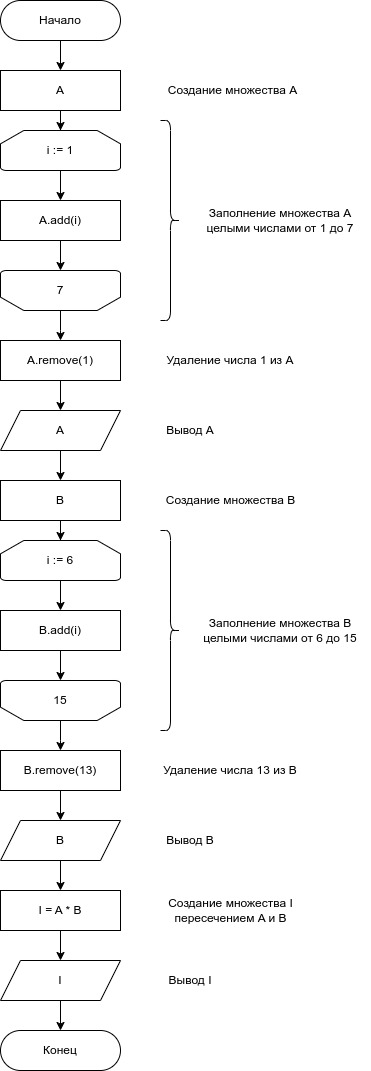 Начало
A
Создание множества A
i := 1
A.add(i)
Заполнение множества A
целыми числами от 1 до 7
7
A.remove(1)
Удаление числа 1 из A
A
Вывод A
B
Создание множества B
i := 6
B.add(i)
Заполнение множества B
целыми числами от 6 до 15
15
B.remove(13)
Удаление числа 13 из B
B
Вывод B
I = A * B
Создание множества I
пересечением A и B
I
Вывод I
Конец